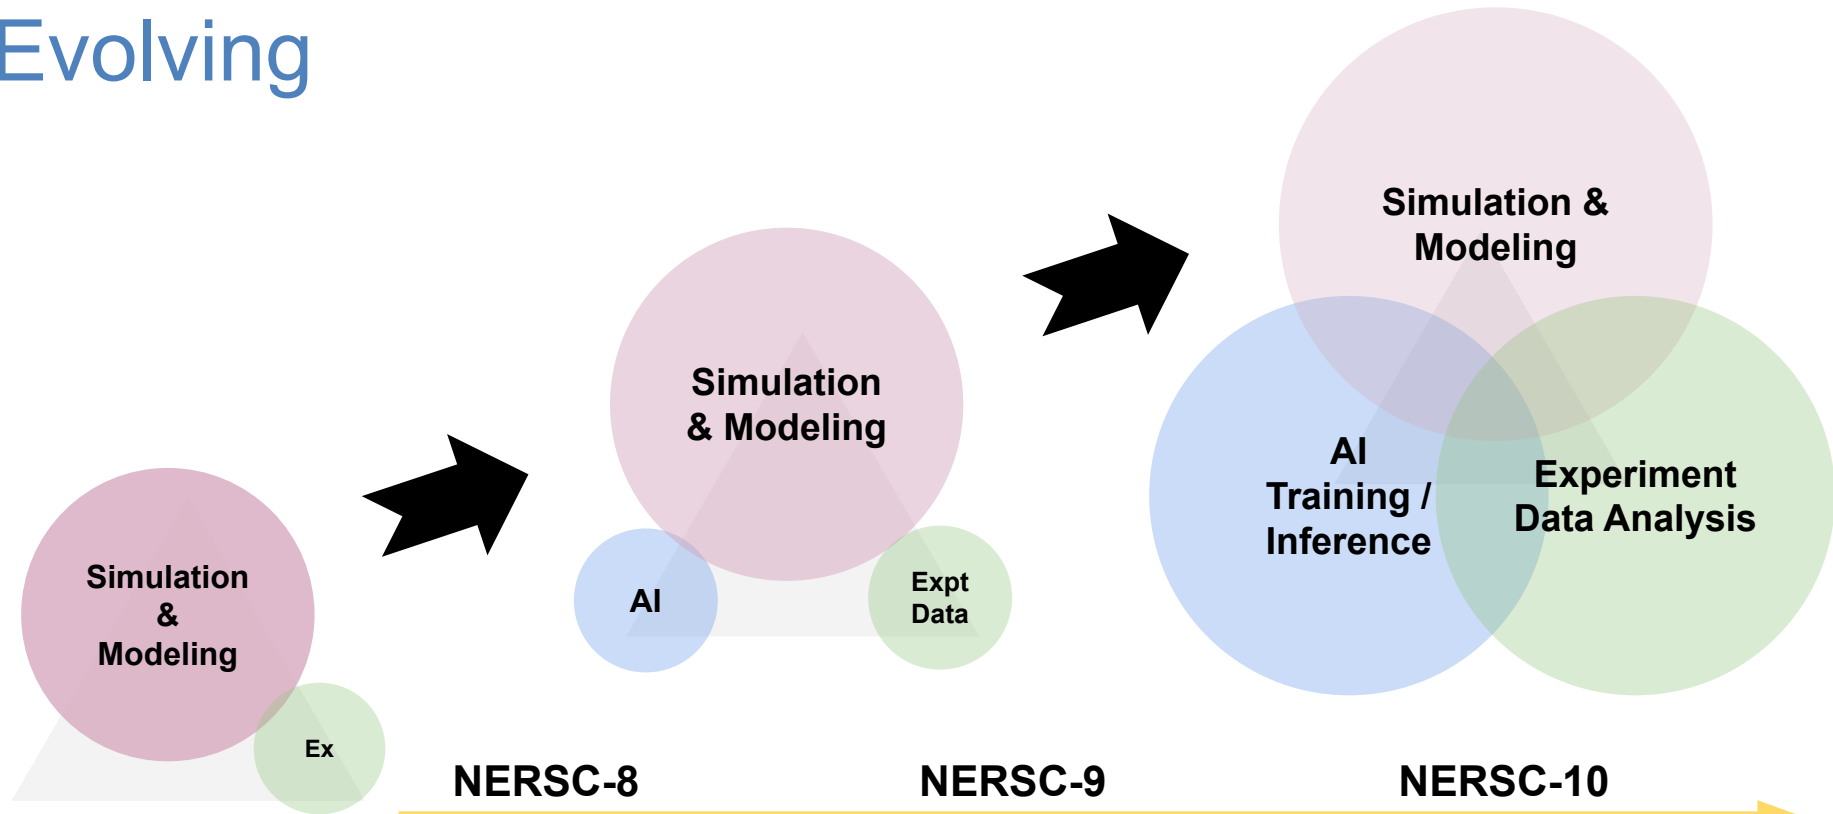 Evolving
Simulation
&
Modeling
Ex
Simulation
& Modeling
AI
Expt
Data
Simulation &
Modeling
AI
Training /
Inference
Experiment
Data Analysis
NERSC-8
NERSC-9
NERSC-10